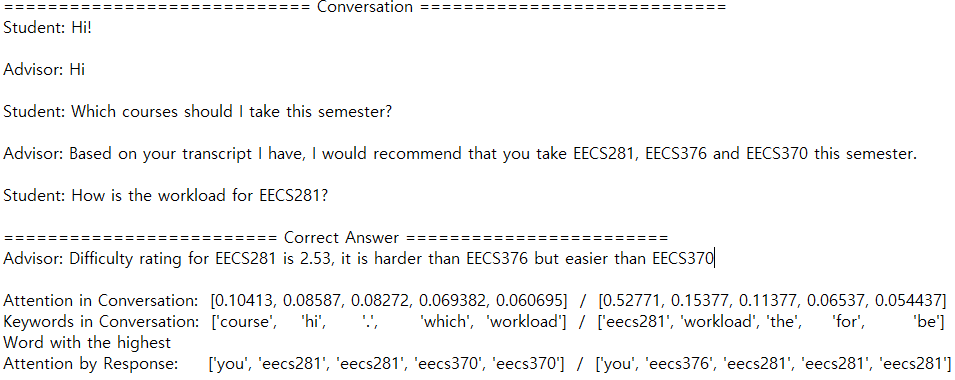 ============================ Conversation ============================
Student: Hi!
Advisor: Hi
Student: Which courses should I take this semester?
Advisor: Based on your transcript I have, I would recommend that you take EECS281, EECS376 and EECS370 this semester.
Student: How is the workload for EECS281?
========================= Correct Answer ========================
Advisor: Difficulty rating for EECS281 is 2.53, it is harder than EECS376 but easier than EECS370
Attention in Conversation: [0.10413, 0.08587, 0.08272, 0.069382, 0.060695] / [0.52771, 0.15377, 0.11377, 0.06537, 0.054437]
Keywords in Conversation: ['course', 'hi', '.', 'which', 'workload'] / ['eecs281', 'workload', 'the', 'for', 'be']
Word with the highest
Attention by Response: ['you', 'eecs281', 'eecs281', 'eecs370', 'eecs370'] / ['you', 'eecs376', 'eecs281', 'eecs281', 'eecs281']